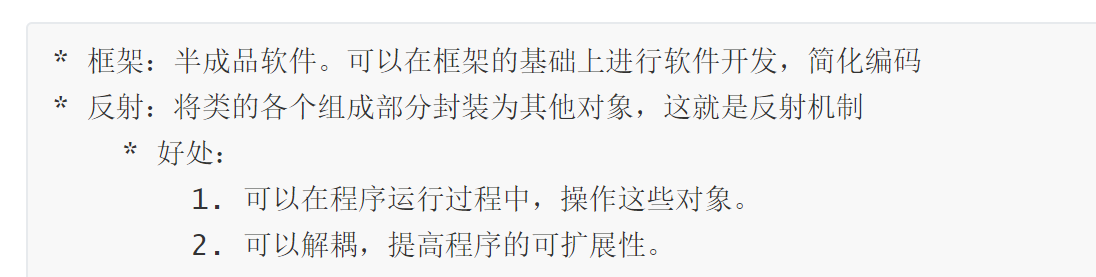 * 框架：半成品软件。可以在框架的基础上进行软件开发，简化编码
* 反射：将类的各个组成部分封装为其他对象，这就是反射机制
* 好处：
1. 可以在程序运行过程中，操作这些对象。
2. 可以解耦，提高程序的可扩展性。